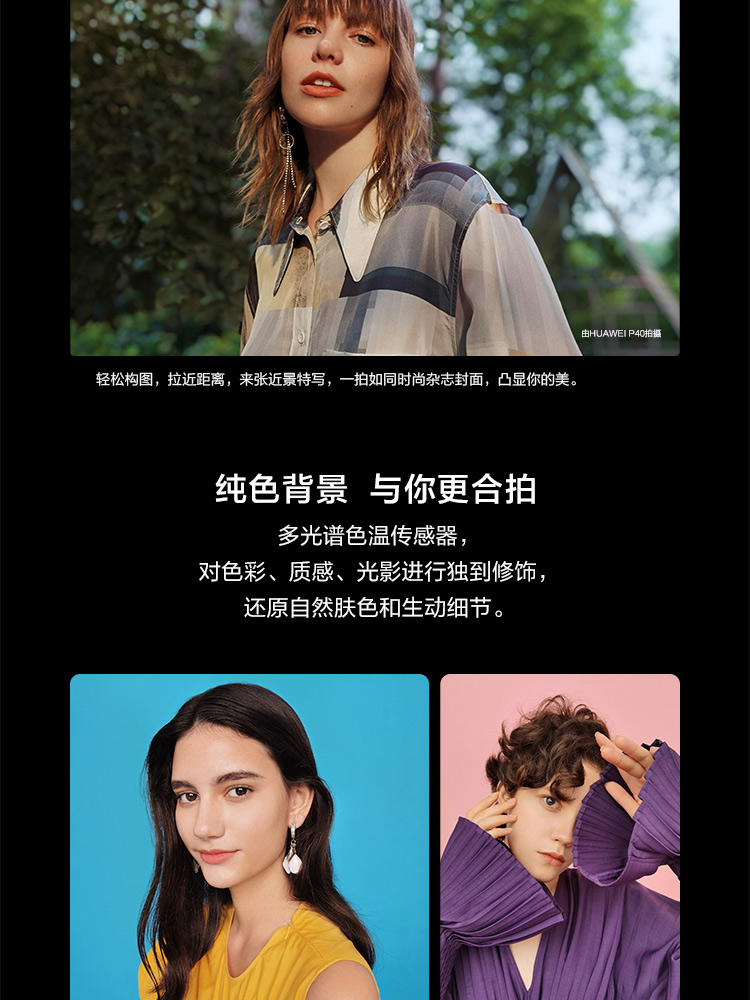 由HUAWEI P40拍摄
轻松构图，拉近距离，来张近景特写，一拍如同时尚杂志封面，凸显你的美。
纯色背景 与你更合拍
多光谱色温传感器，
对色彩、质感、光影进行独到修饰，
还原自然肤色和生动细节。